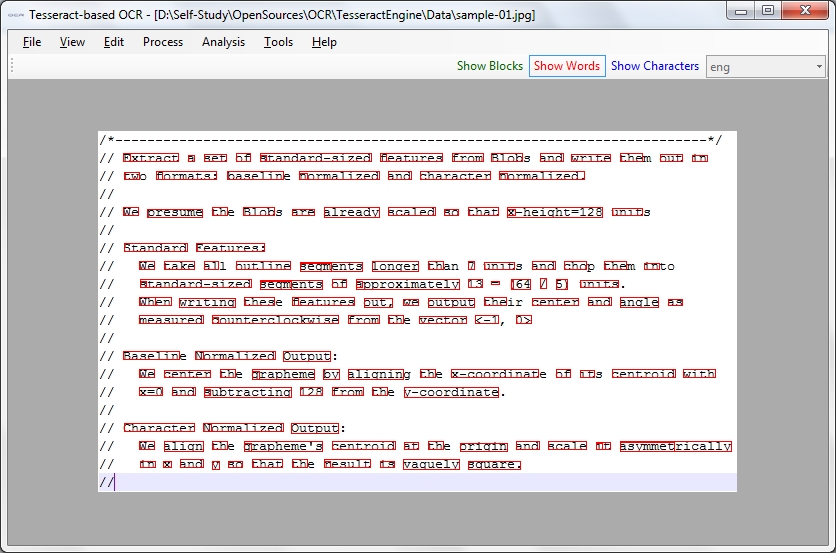 Tesseract-based OCR - [D:\Self-Study\OpenSources\OCR\TesseractEngine\Data\sample-01.jpg]
File View Edit Process Analysis Tools Help
Show Blocks Show Words Show Characters eng
/*--------------------------------------------------------------------------*/
// Extract a set of standard-sized features from Blobs and write them out in
// two formats: baseline normalized and character normalized.
//
// We presume the Blobs are already scaled so that x-height=128 units
//
// Standard Features:
//   We take all outline segments longer than 7 units and chop them into
//   standard-sized segments of approximately 13 = (64 / 5) units.
//   When writing these features out, we output their center and angle as
//   measured counterclockwise from the vector <-1, 0>
//
// Baseline Normalized Output:
//   We center the grapheme by aligning the x-coordinate of its centroid with
//   x=0 and subtracting 128 from the y-coordinate.
//
// Character Normalized Output:
//   We align the grapheme's centroid at the origin and scale it asymmetrically
//   in x and y so that the result is vaguely square.
//